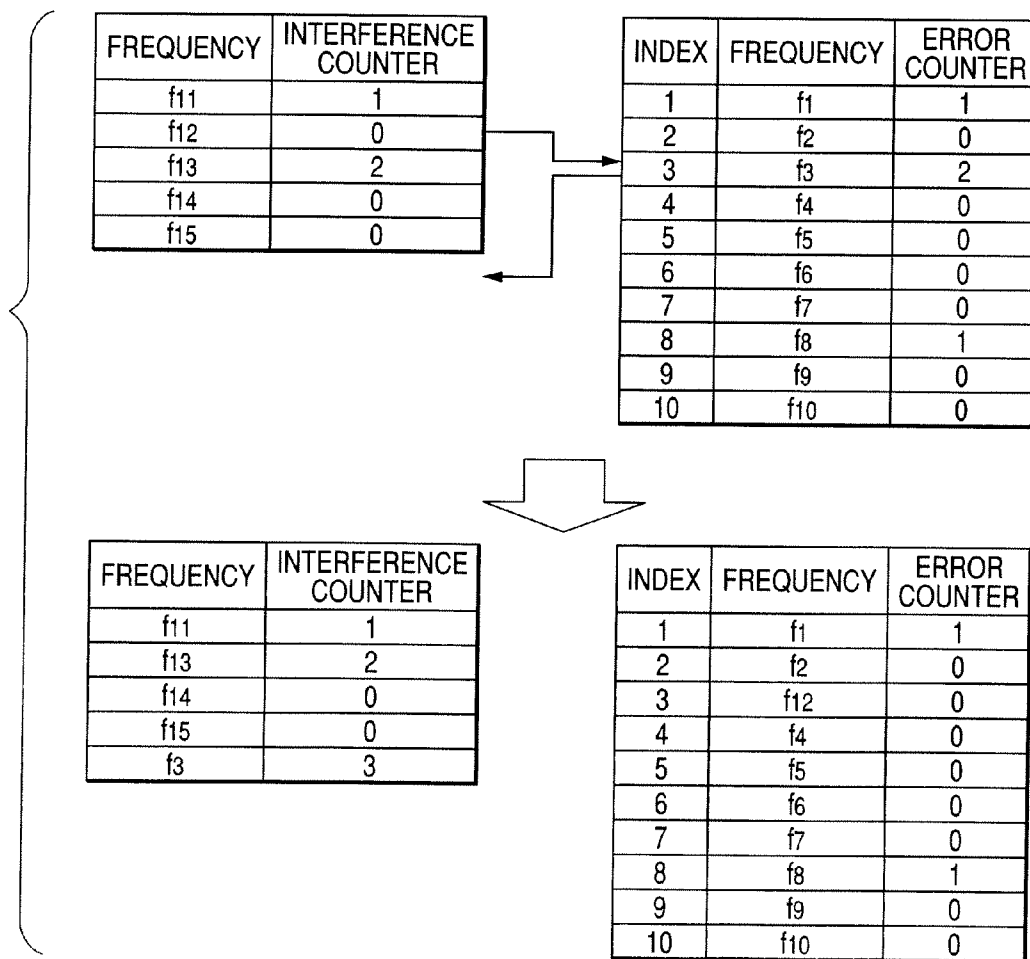 FREQUENCY INTERFERENCE COUNTER
f11 1
f12 0
f13 2
f14 0
f15 0
INDEX FREQUENCY ERROR COUNTER
1 f1 1
2 f2 0
3 f3 2
4 f4 0
5 f5 0
6 f6 0
7 f7 0
8 f8 1
9 f9 0
10 f10 0
FREQUENCY INTERFERENCE COUNTER
f11 1
f13 2
f14 0
f15 0
f3 3
INDEX FREQUENCY ERROR COUNTER
1 f1 1
2 f2 0
3 f12 0
4 f4 0
5 f5 0
6 f6 0
7 f7 0
8 f8 1
9 f9 0
10 f10 0